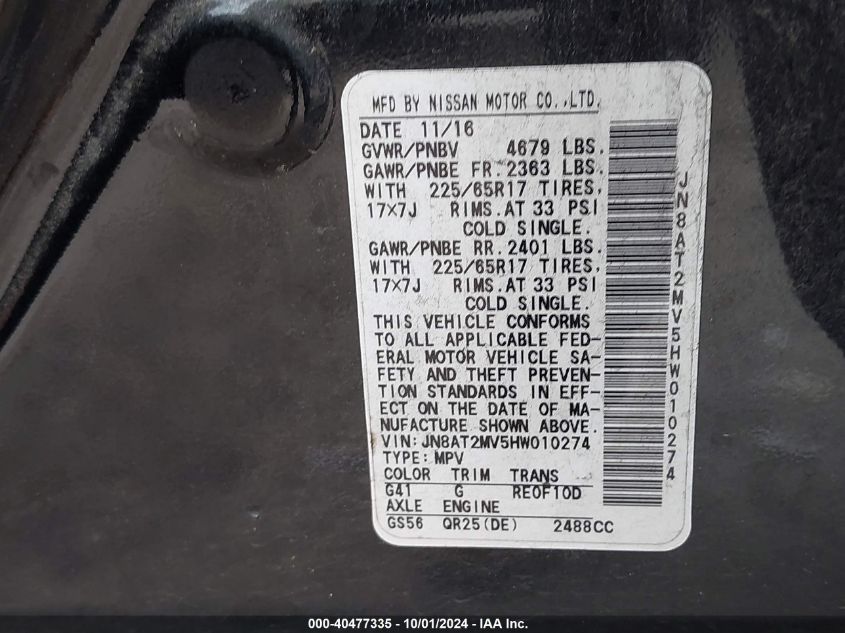 MFD BY NISSAN MOTOR CO.,LTD.
DATE 11/16
GVWR/PNBV 4679 LBS.
GAWR/PNBE FR. 2363 LBS.
WITH 225/65R17 TIRES,
17×7J RIMS. AT 33 PSI
COLD SINGLE.
GAWR/PNBE RR. 2401 LBS.
WITH 225/65R17 TIRES,
17×7J RIMS. AT 33 PSI
COLD SINGLE.
THIS VEHICLE CONFORMS
TO ALL APPLICABLE FED-
ERAL MOTOR VEHICLE SA-
FETY AND THEFT PREVEN-
TION STANDARDS IN EFF-
ECT ON THE DATE OF MA-
NUFACTURE SHOWN ABOVE.
VIN: JN8AT2MV5HW010274
TYPE: MPV
COLOR TRIM TRANS
G41 G RE0F10D
AXLE ENGINE
GS56 QR25(DE) 2488CC
JN8AT2MV5HW010274
000-40477335 - 10/01/2024 - IAA Inc.